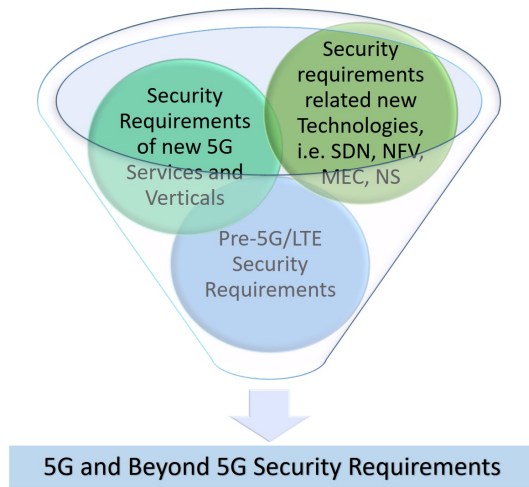 Security
Requirements
of new 5G
Services and
Verticals
Security
requirements
related new
Technologies,
i.e. SDN, NFV,
MEC, NS
Pre-5G/LTE
Security
Requirements
5G and Beyond 5G Security Requirements